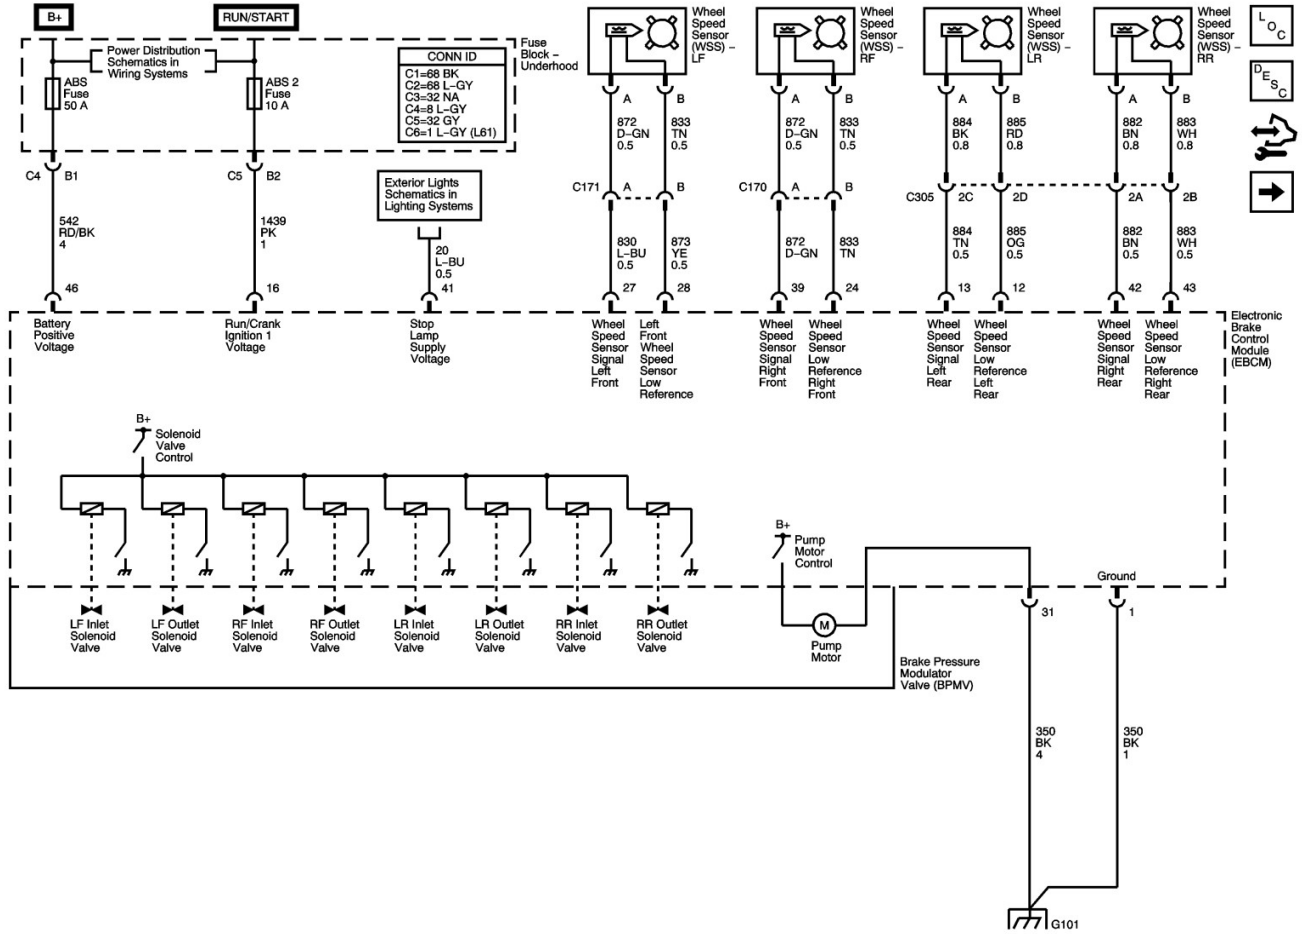 B+
RUN/START
Power Distribution
Schematics in
Wiring Systems
ABS
Fuse
50 A
ABS 2
Fuse
10 A
CONN ID
C1=68 BK
C2=68 L-GY
C3=32 NA
C4=8 L-GY
C5=32 GY
C6=1 L-GY (L61)
Fuse
Block –
Underhood
Wheel
Speed
Sensor
(WSS) –
LF
Wheel
Speed
Sensor
(WSS) –
RF
Wheel
Speed
Sensor
(WSS) –
LR
Wheel
Speed
Sensor
(WSS) –
RR
L
O
C
D
E
S
C
A
B
A
B
A
B
A
B
872
D-GN
0.5
833
TN
0.5
872
D-GN
0.5
833
TN
0.5
884
BK
0.8
885
RD
0.8
882
BN
0.8
883
WH
0.8
C4
B1
C5
B2
Exterior Lights
Schematics in
Lighting Systems
C171
A
B
C170
A
B
C305
2C
2D
2A
2B
542
RD/BK
4
1439
PK
1
20
L-BU
0.5
830
L-BU
0.5
873
YE
0.5
872
D-GN
833
TN
884
TN
0.5
885
OG
0.5
882
BN
0.5
883
WH
0.5
46
16
41
27
28
39
24
13
12
42
43
Battery
Positive
Voltage
Run/Crank
Ignition 1
Voltage
Stop
Lamp
Supply
Voltage
Wheel
Speed
Sensor
Signal
Left
Front
Left
Front
Wheel
Speed
Sensor
Low
Reference
Wheel
Speed
Sensor
Signal
Right
Front
Wheel
Speed
Sensor
Low
Reference
Right
Front
Wheel
Speed
Sensor
Signal
Left
Rear
Wheel
Speed
Sensor
Low
Reference
Left
Rear
Wheel
Speed
Sensor
Signal
Right
Rear
Wheel
Speed
Sensor
Low
Reference
Right
Rear
Electronic
Brake
Control
Module
(EBCM)
B+
Solenoid
Valve
Control
B+
Pump
Motor
Control
Ground
LF Inlet
Solenoid
Valve
LF Outlet
Solenoid
Valve
RF Inlet
Solenoid
Valve
RF Outlet
Solenoid
Valve
LR Inlet
Solenoid
Valve
LR Outlet
Solenoid
Valve
RR Inlet
Solenoid
Valve
RR Outlet
Solenoid
Valve
M
Pump
Motor
31
1
Brake Pressure
Modulator
Valve (BPMV)
350
BK
4
350
BK
1
G101